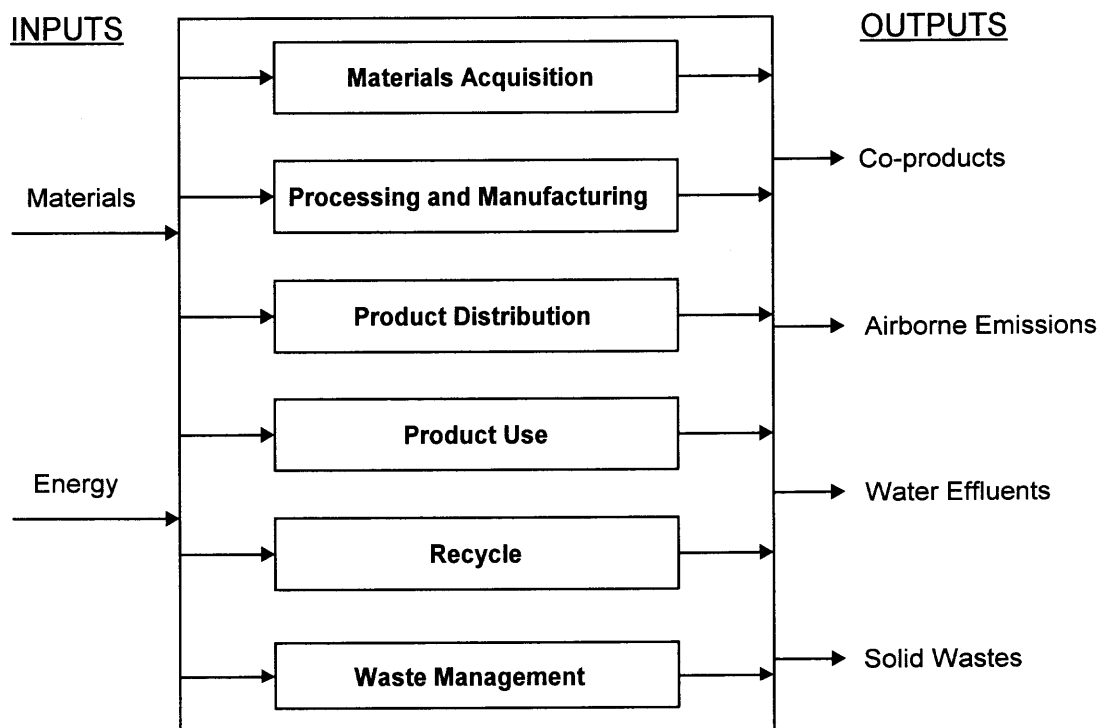 INPUTS
OUTPUTS
Materials Acquisition
Co-products
Materials
Processing and Manufacturing
Product Distribution
Airborne Emissions
Product Use
Energy
Water Effluents
Recycle
Solid Wastes
Waste Management